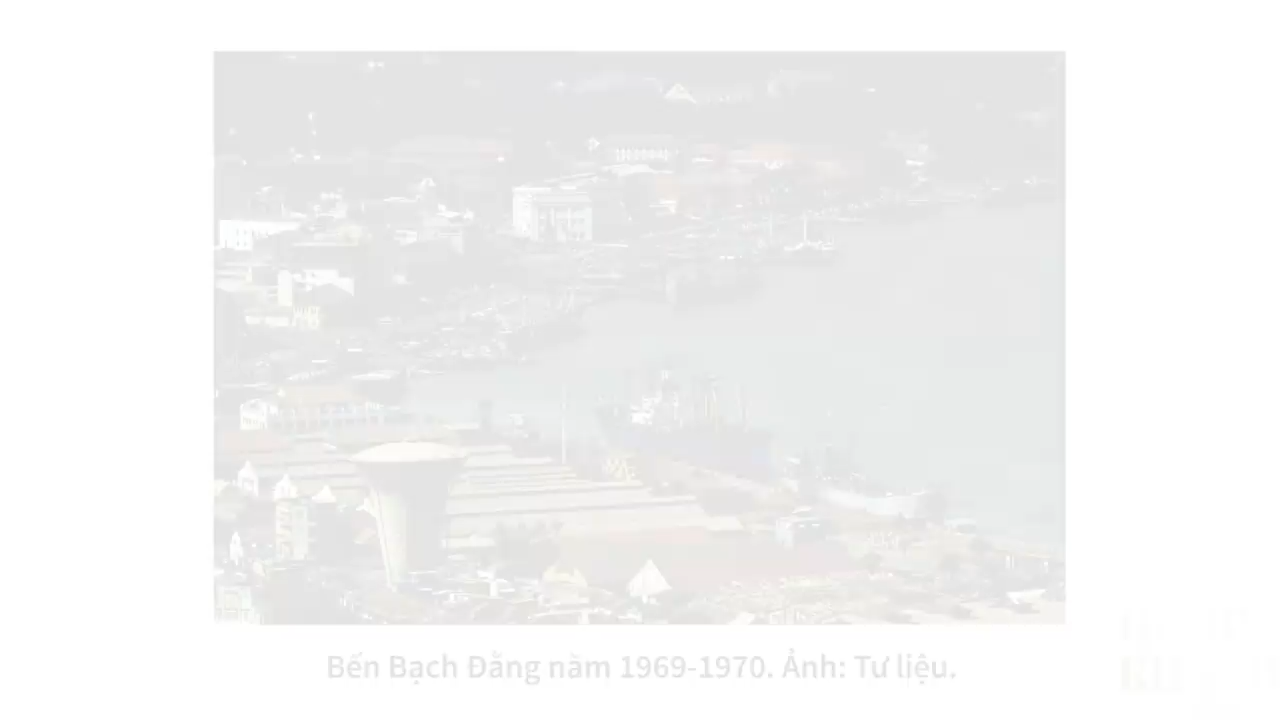 Bến Bạch Đằng năm 1969-1970. Ảnh: Tư liệu.